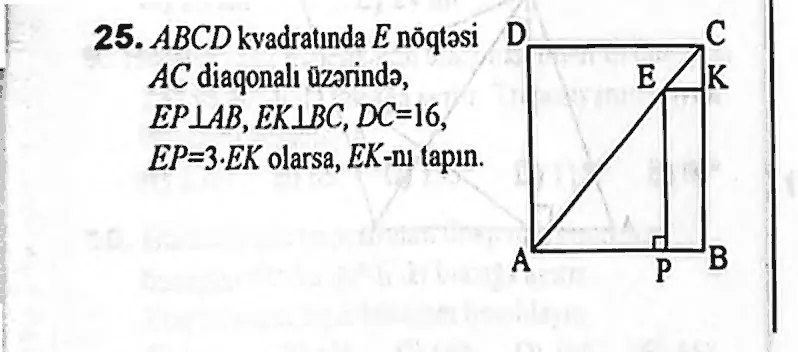 25. ABCD kvadratında E nöqtəsi
AC diaqonalı üzərində,
EP⊥AB, EK⊥BC, DC=16,
EP=3·EK olarsa, EK-nı tapın.
D
C
E
K
A
P
B